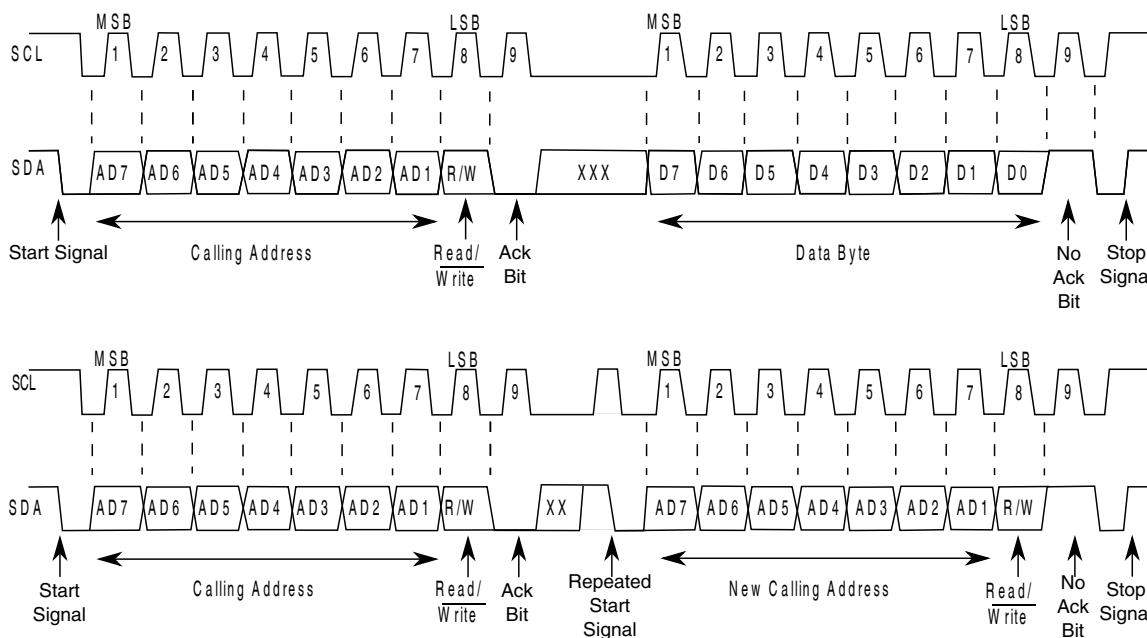 MSB LSB MSB LSB
SCL 1 2 3 4 5 6 7 8 9 1 2 3 4 5 6 7 8 9
SDA AD7 AD6 AD5 AD4 AD3 AD2 AD1 R/W XXX D7 D6 D5 D4 D3 D2 D1 D0
Start Signal Calling Address Read/ Ack Data Byte No Stop
Write Bit Ack Signal
Bit
MSB LSB MSB LSB
SCL 1 2 3 4 5 6 7 8 9 1 2 3 4 5 6 7 8 9
SDA AD7 AD6 AD5 AD4 AD3 AD2 AD1 R/W XX AD7 AD6 AD5 AD4 AD3 AD2 AD1 R/W
Start Calling Address Read/ Ack Repeated New Calling Address Read/ No Stop
Signal Write Bit Start Write Ack Signal
Signal Bit